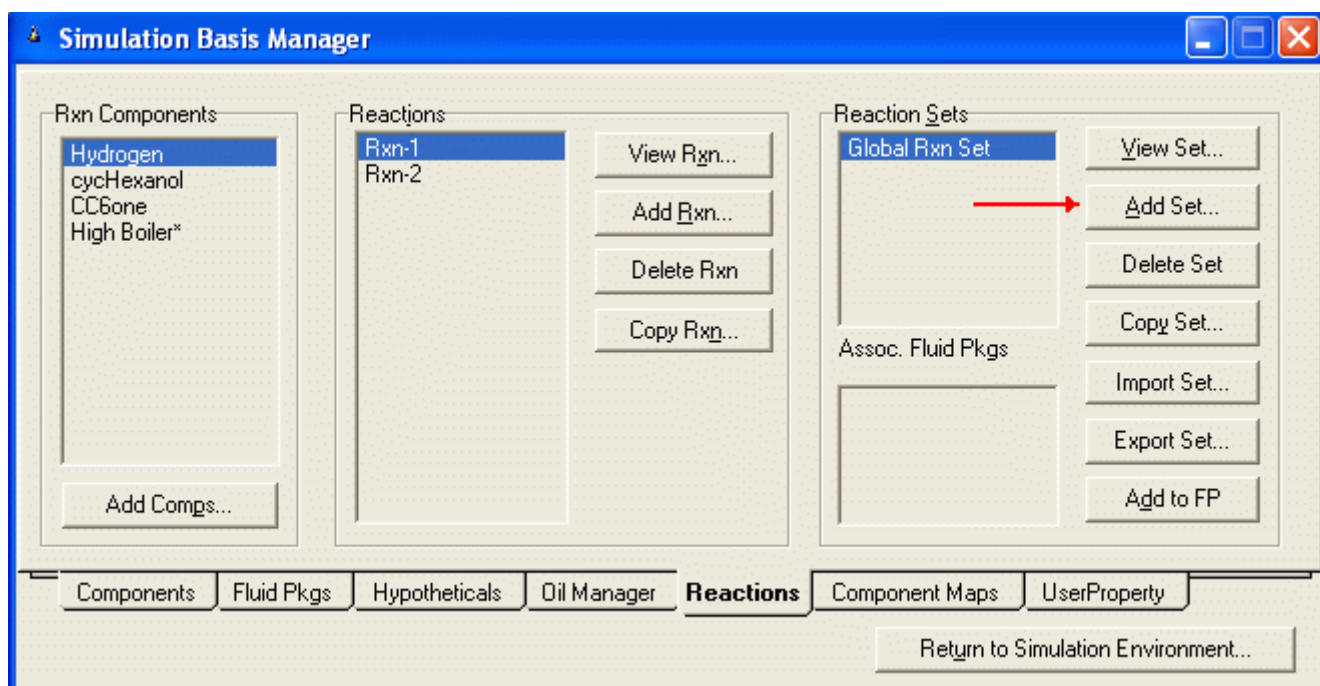 Simulation Basis Manager
Rxn Components
Hydrogen
cycHexanol
CC6one
High Boiler*
Add Comps...
Reactions
Rxn-1
Rxn-2
View Rxn...
Add Rxn...
Delete Rxn
Copy Rxn...
Reaction Sets
Global Rxn Set
Assoc. Fluid Pkgs
View Set...
Add Set...
Delete Set
Copy Set...
Import Set...
Export Set...
Add to FP
Components Fluid Pkgs Hypotheticals Oil Manager Reactions Component Maps UserProperty
Return to Simulation Environment...